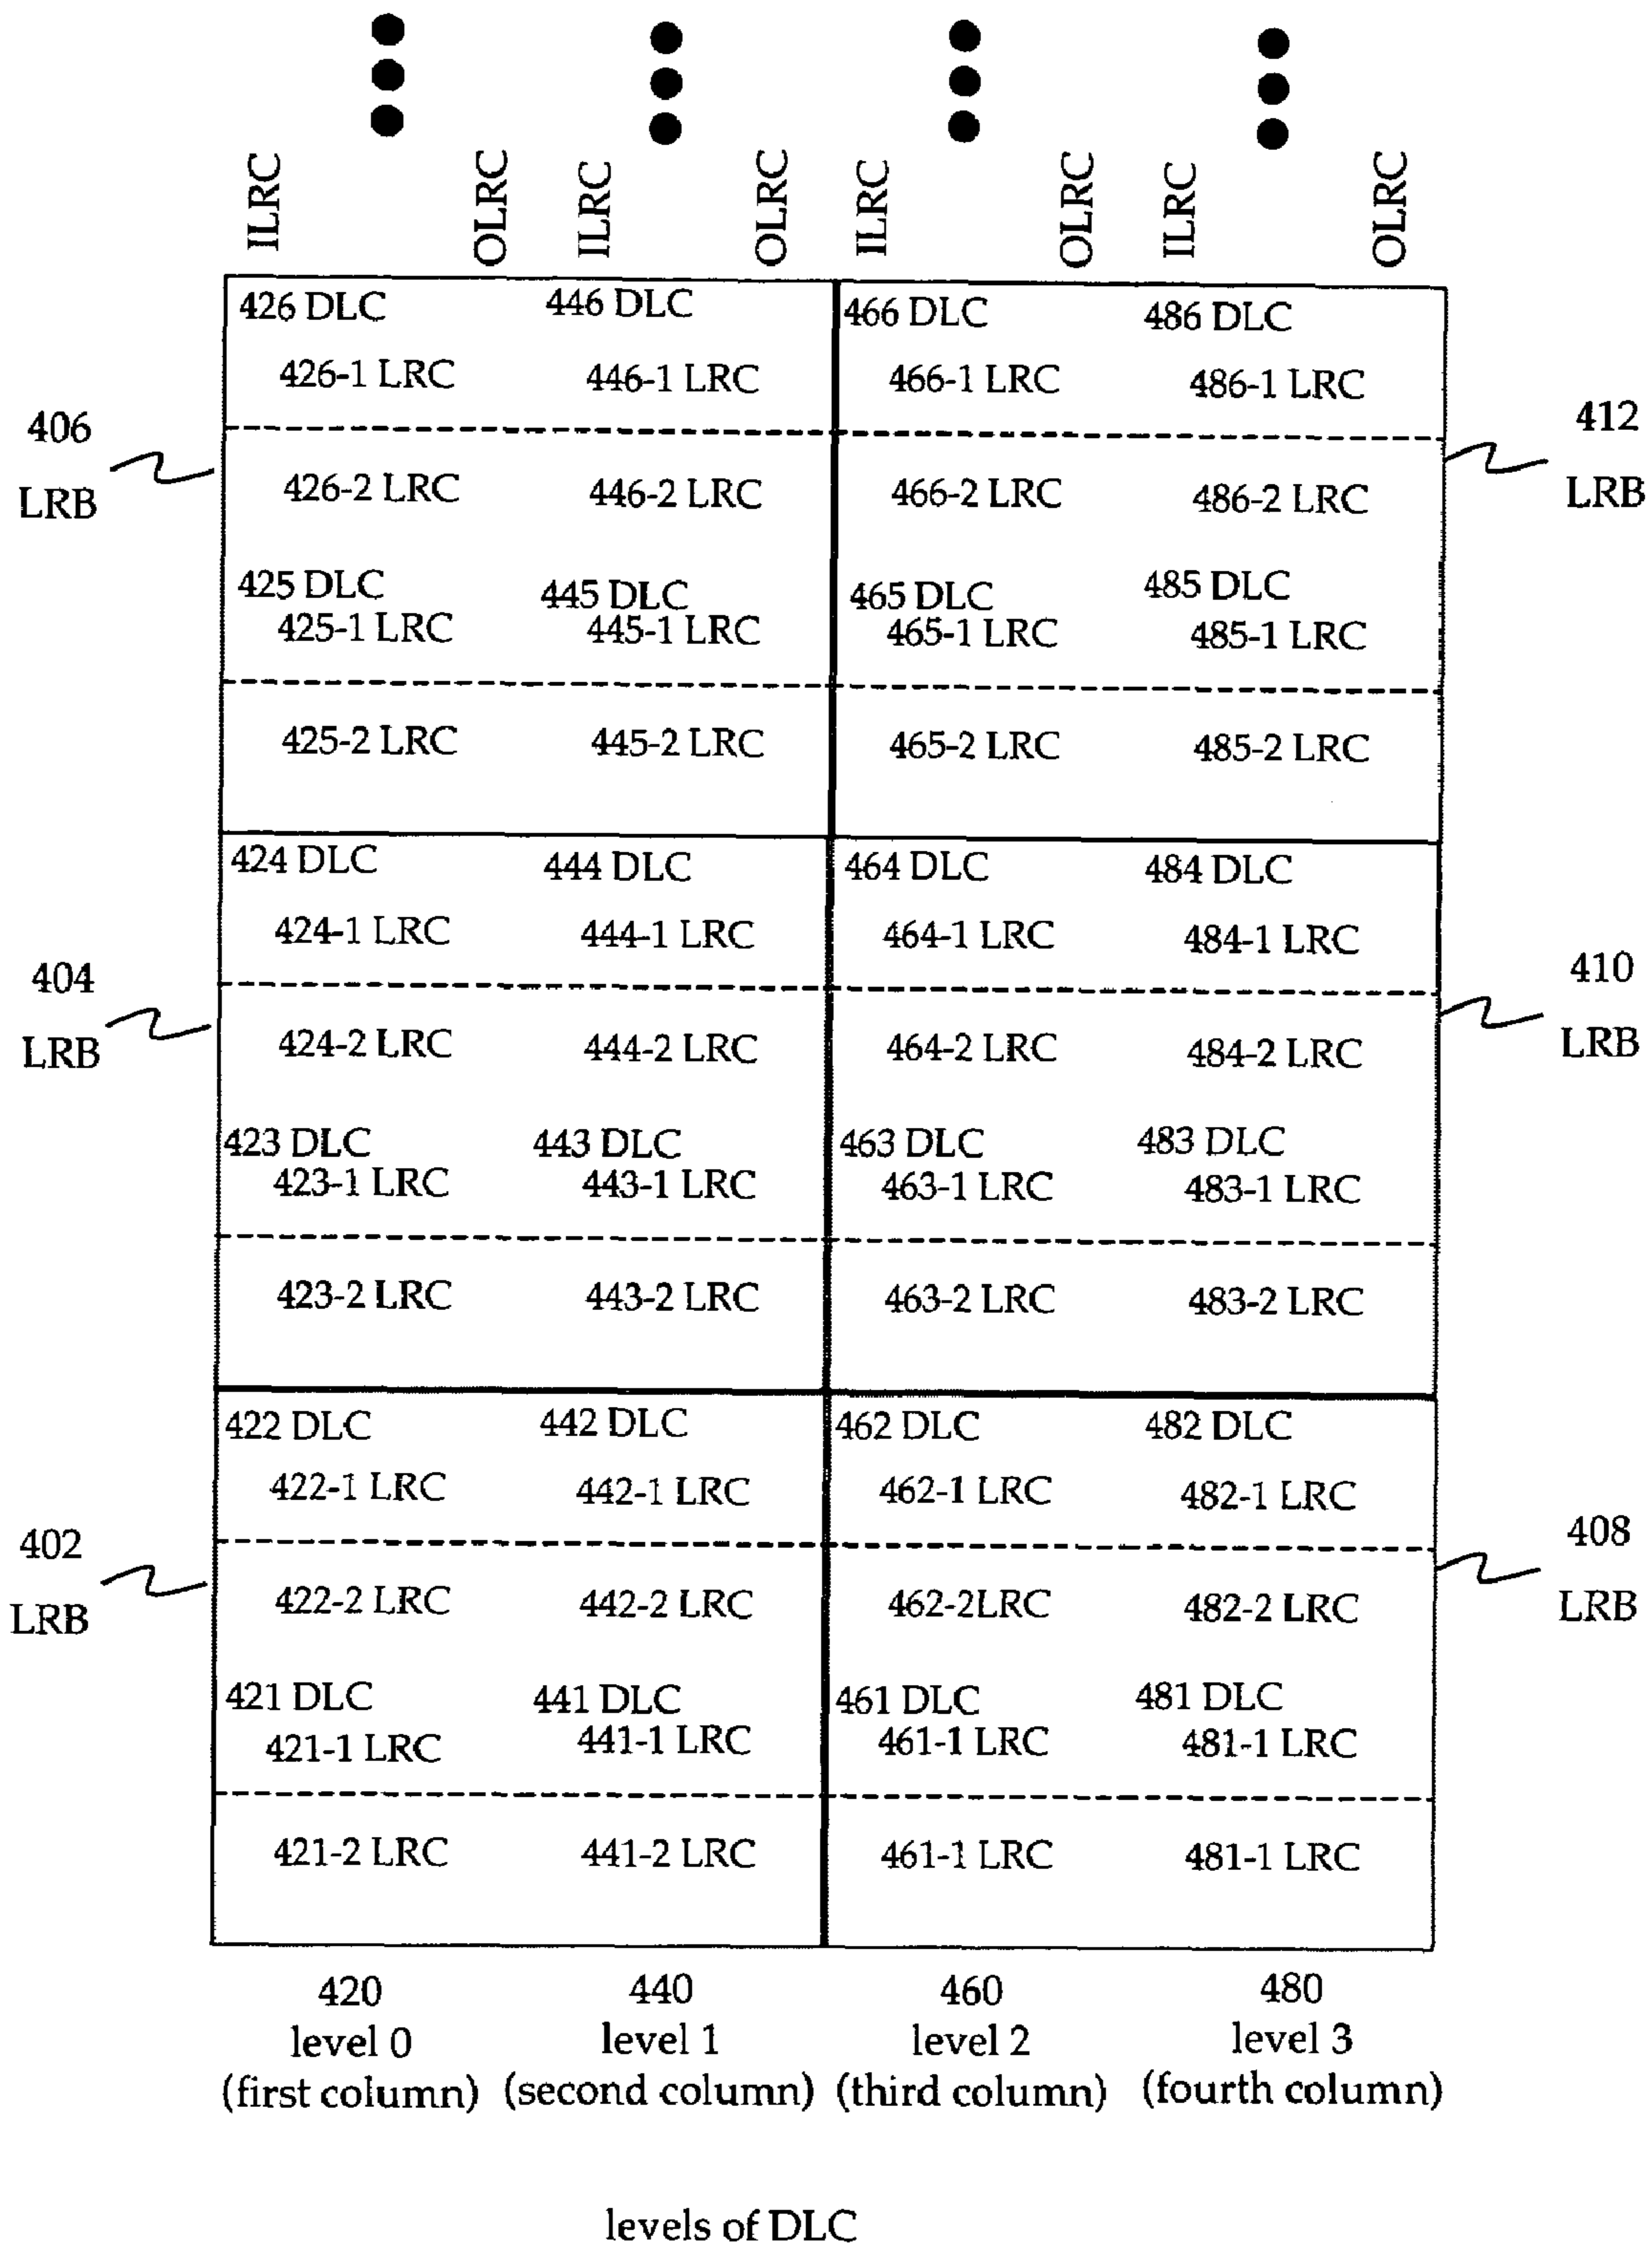 ILRC OLRC ILRC OLRC ILRC OLRC ILRC OLRC
426 DLC 446 DLC 466 DLC 486 DLC
426-1 LRC 446-1 LRC 466-1 LRC 486-1 LRC
406 412
LRB LRB
426-2 LRC 446-2 LRC 466-2 LRC 486-2 LRC
425 DLC 445 DLC 465 DLC 485 DLC
425-1 LRC 445-1 LRC 465-1 LRC 485-1 LRC
425-2 LRC 445-2 LRC 465-2 LRC 485-2 LRC
424 DLC 444 DLC 464 DLC 484 DLC
424-1 LRC 444-1 LRC 464-1 LRC 484-1 LRC
404 410
LRB LRB
424-2 LRC 444-2 LRC 464-2 LRC 484-2 LRC
423 DLC 443 DLC 463 DLC 483 DLC
423-1 LRC 443-1 LRC 463-1 LRC 483-1 LRC
423-2 LRC 443-2 LRC 463-2 LRC 483-2 LRC
422 DLC 442 DLC 462 DLC 482 DLC
422-1 LRC 442-1 LRC 462-1 LRC 482-1 LRC
402 408
LRB LRB
422-2 LRC 442-2 LRC 462-2LRC 482-2 LRC
421 DLC 441 DLC 461 DLC 481 DLC
421-1 LRC 441-1 LRC 461-1 LRC 481-1 LRC
421-2 LRC 441-2 LRC 461-1 LRC 481-1 LRC
420 440 460 480
level 0 level 1 level 2 level 3
(first column) (second column) (third column) (fourth column)
levels of DLC